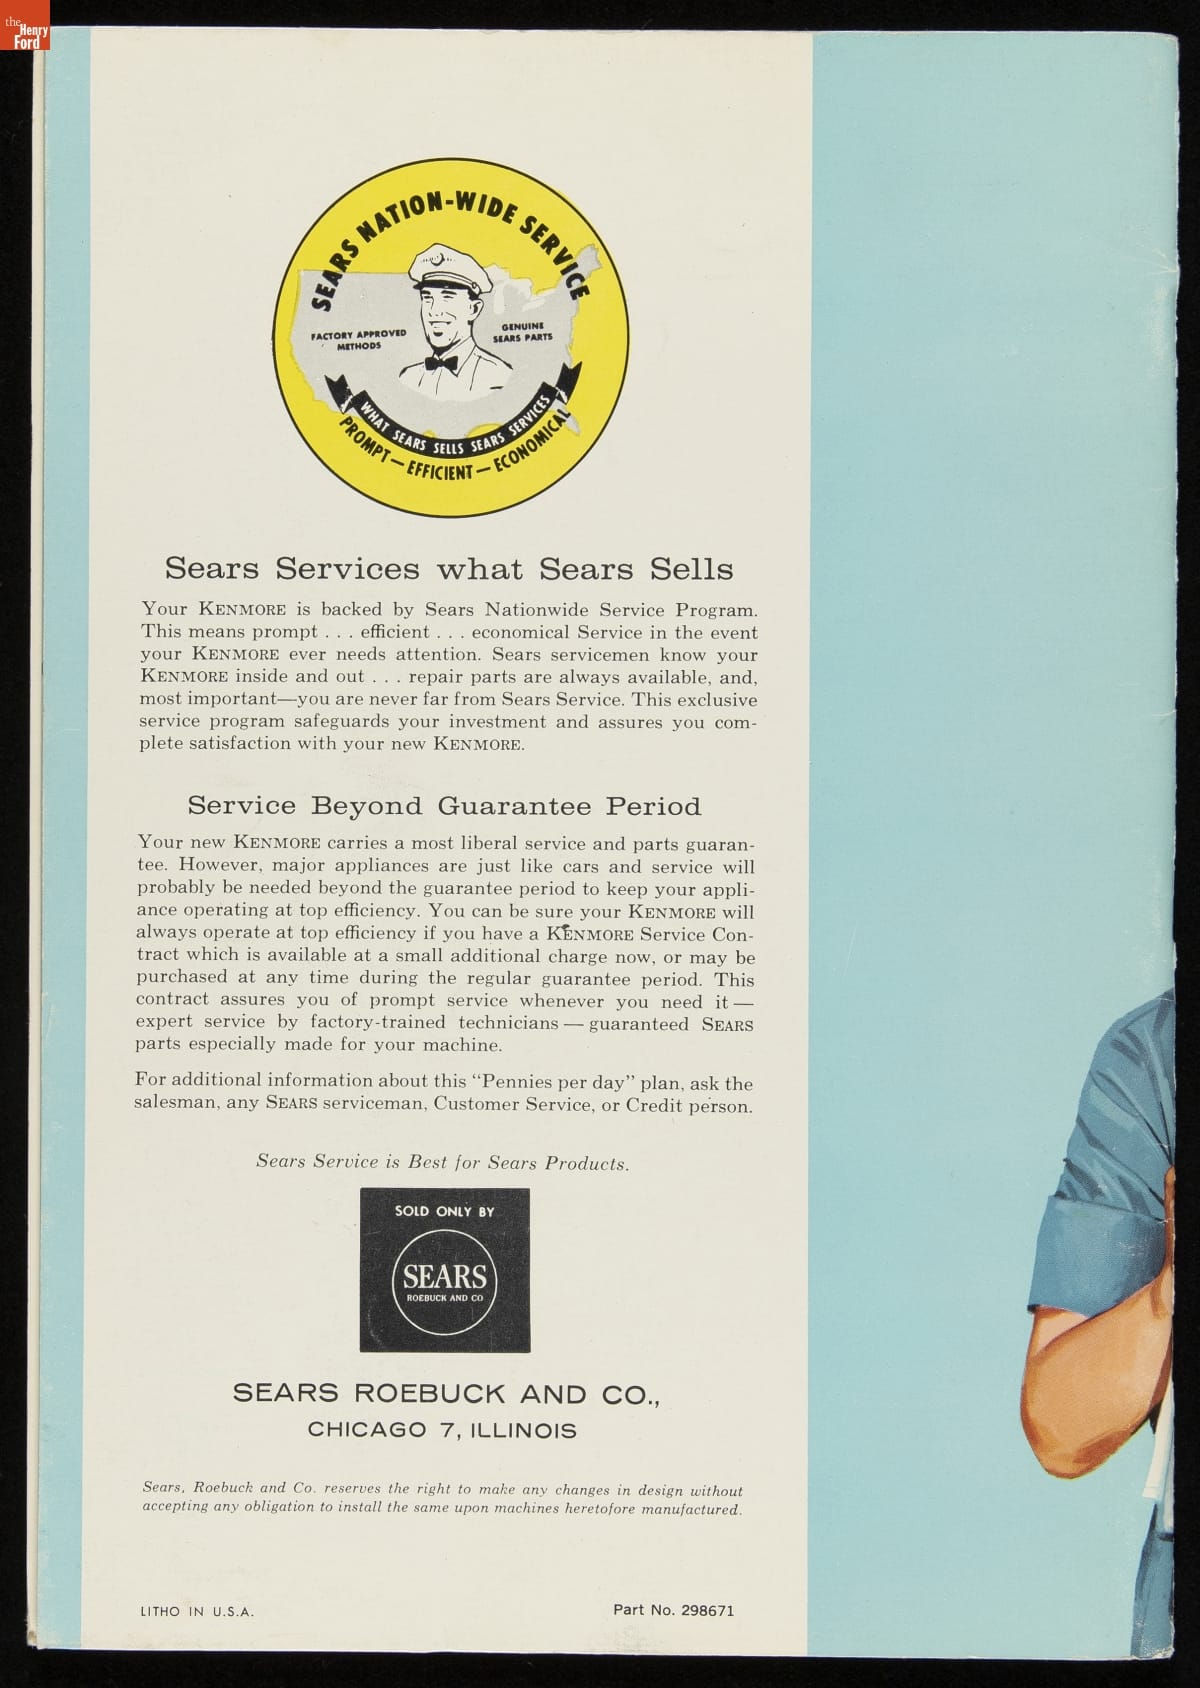 the
Henry
Ford
SEARS NATION-WIDE SERVICE
FACTORY APPROVED
METHODS
GENUINE
SEARS PARTS
WHAT SEARS SELLS SEARS SERVICES
PROMPT — EFFICIENT — ECONOMICAL
Sears Services what Sears Sells
Your KENMORE is backed by Sears Nationwide Service Program.
This means prompt . . . efficient . . . economical Service in the event
your KENMORE ever needs attention. Sears servicemen know your
KENMORE inside and out . . . repair parts are always available, and,
most important—you are never far from Sears Service. This exclusive
service program safeguards your investment and assures you com-
plete satisfaction with your new KENMORE.
Service Beyond Guarantee Period
Your new KENMORE carries a most liberal service and parts guaran-
tee. However, major appliances are just like cars and service will
probably be needed beyond the guarantee period to keep your appli-
ance operating at top efficiency. You can be sure your KENMORE will
always operate at top efficiency if you have a KENMORE Service Con-
tract which is available at a small additional charge now, or may be
purchased at any time during the regular guarantee period. This
contract assures you of prompt service whenever you need it —
expert service by factory-trained technicians — guaranteed SEARS
parts especially made for your machine.
For additional information about this “Pennies per day” plan, ask the
salesman, any SEARS serviceman, Customer Service, or Credit person.
Sears Service is Best for Sears Products.
SOLD ONLY BY
SEARS
ROEBUCK AND CO
SEARS ROEBUCK AND CO.,
CHICAGO 7, ILLINOIS
Sears, Roebuck and Co. reserves the right to make any changes in design without
accepting any obligation to install the same upon machines heretofore manufactured.
LITHO IN U.S.A.
Part No. 298671